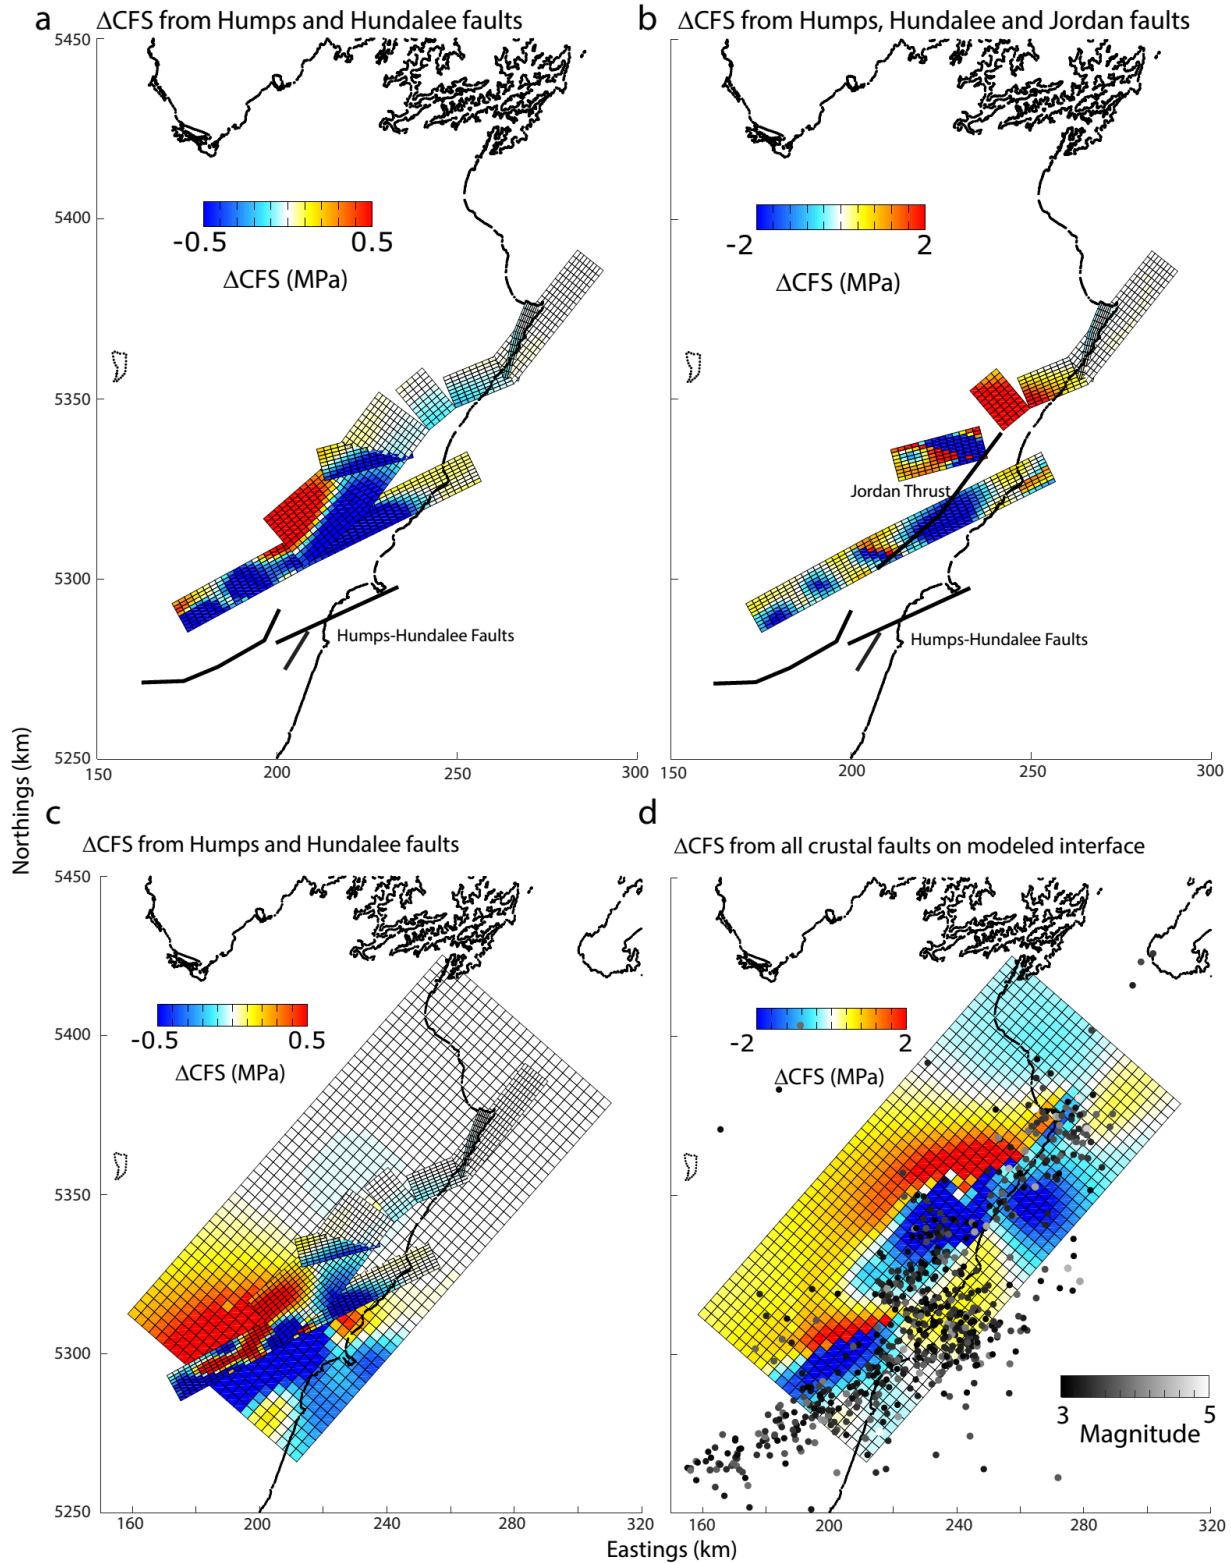 a ΔCFS from Humps and Hundalee faults
5450
5400
5350
5300
5250
150 200 250 300
-0.5 0.5
ΔCFS (MPa)
Humps-Hundalee Faults
b ΔCFS from Humps, Hundalee and Jordan faults
-2 2
ΔCFS (MPa)
Jordan Thrust
Humps-Hundalee Faults
150 200 250 300
Northings (km)
c
ΔCFS from Humps and Hundalee faults
5450
5400
5350
5300
5250
-0.5 0.5
ΔCFS (MPa)
160 200 240 280 320
d
ΔCFS from all crustal faults on modeled interface
-2 2
ΔCFS (MPa)
3 5
Magnitude
160 200 240 280 320
Eastings (km)